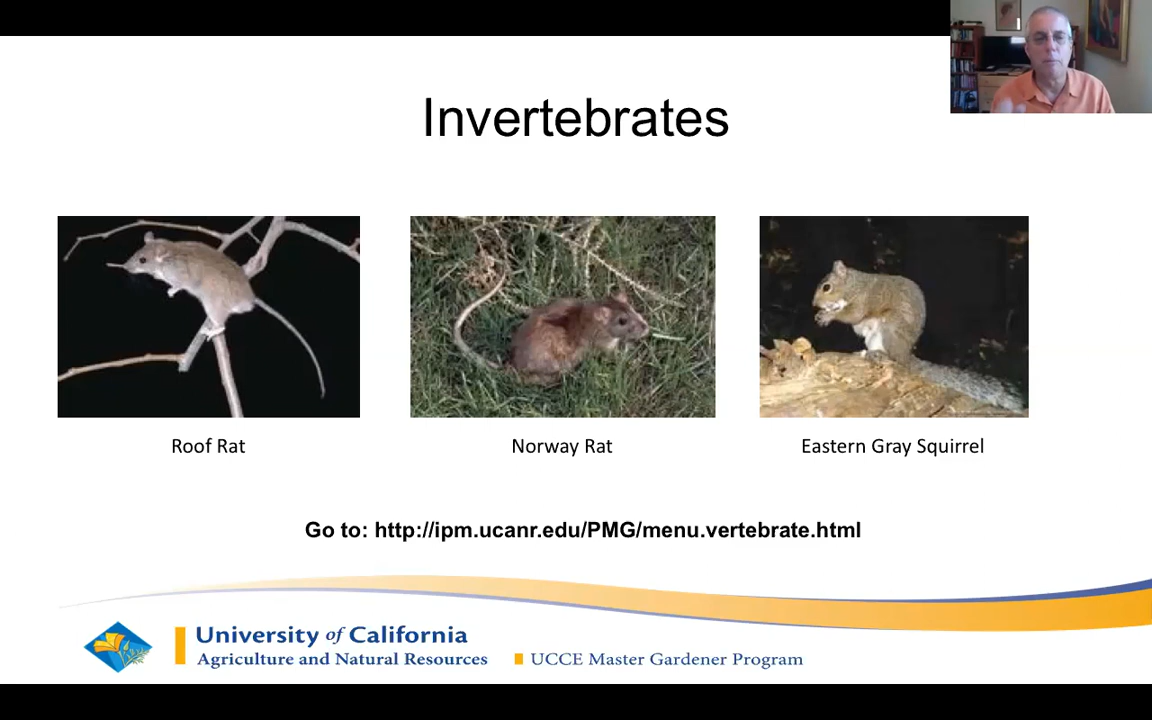 Invertebrates
Roof Rat
Norway Rat
Eastern Gray Squirrel
Go to: http://ipm.ucanr.edu/PMG/menu.vertebrate.html
University of California
Agriculture and Natural Resources
UCCE Master Gardener Program